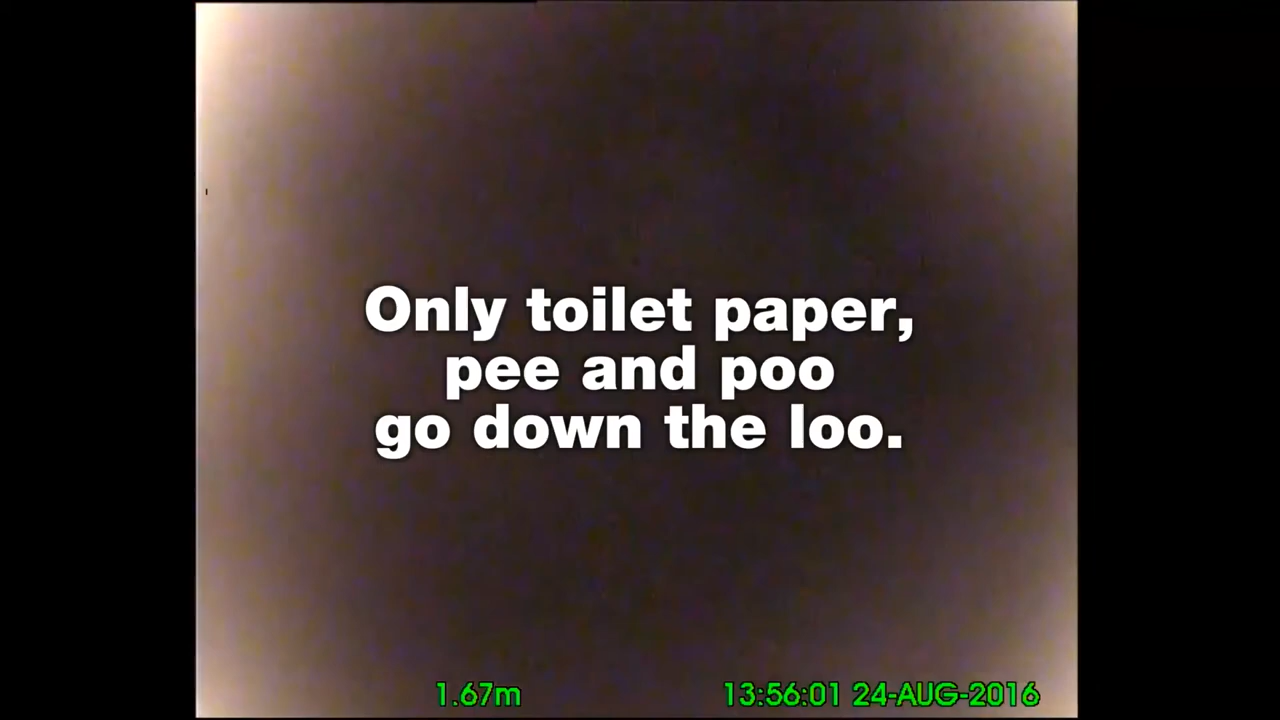 Only toilet paper,
pee and poo
go down the loo.
1.67m 13:56:01 24-AUG-2016